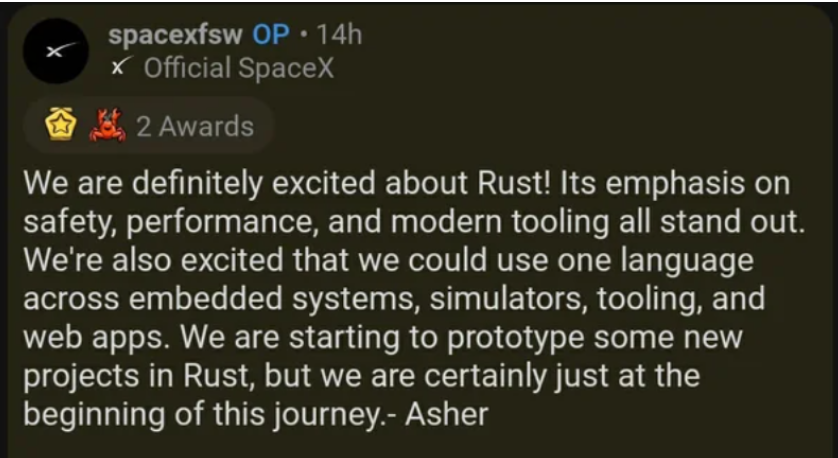 spacexfsw OP • 14h
Official SpaceX
2 Awards
We are definitely excited about Rust! Its emphasis on
safety, performance, and modern tooling all stand out.
We're also excited that we could use one language
across embedded systems, simulators, tooling, and
web apps. We are starting to prototype some new
projects in Rust, but we are certainly just at the
beginning of this journey.- Asher